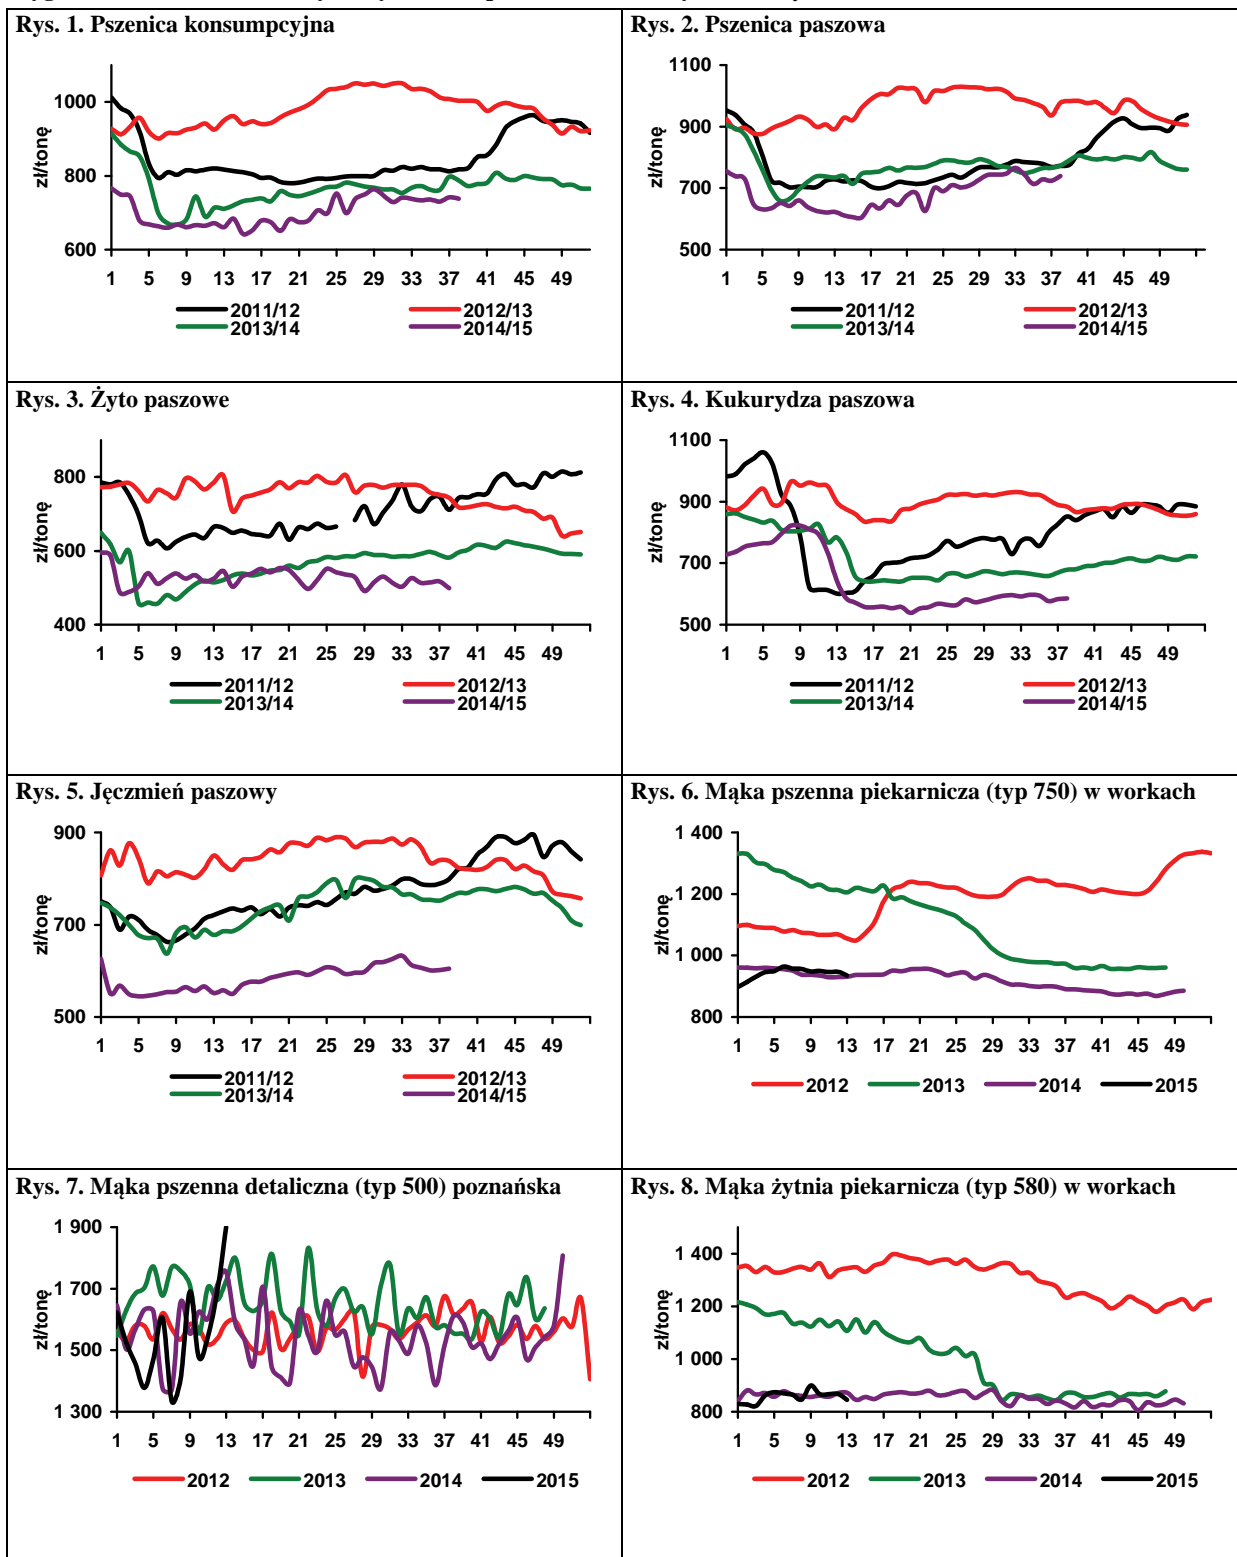 Rys. 1. Pszenica konsumpcyjna
zł/tonę
1000
800
600
1 5 9 13 17 21 25 29 33 37 41 45 49
2011/12 2012/13
2013/14 2014/15
Rys. 2. Pszenica paszowa
zł/tonę
1100
900
700
500
1 5 9 13 17 21 25 29 33 37 41 45 49
2011/12 2012/13
2013/14 2014/15
Rys. 3. Żyto paszowe
zł/tonę
800
600
400
1 5 9 13 17 21 25 29 33 37 41 45 49
2011/12 2012/13
2013/14 2014/15
Rys. 4. Kukurydza paszowa
zł/tonę
1100
900
700
500
1 5 9 13 17 21 25 29 33 37 41 45 49
2011/12 2012/13
2013/14 2014/15
Rys. 5. Jęczmień paszowy
zł/tonę
900
700
500
1 5 9 13 17 21 25 29 33 37 41 45 49
2011/12 2012/13
2013/14 2014/15
Rys. 6. Mąka pszenna piekarnicza (typ 750) w workach
zł/tonę
1 400
1 200
1 000
800
1 5 9 13 17 21 25 29 33 37 41 45 49
2012 2013 2014 2015
Rys. 7. Mąka pszenna detaliczna (typ 500) poznańska
zł/tonę
1 900
1 700
1 500
1 300
1 5 9 13 17 21 25 29 33 37 41 45 49
2012 2013 2014 2015
Rys. 8. Mąka żytnia piekarnicza (typ 580) w workach
zł/tonę
1 400
1 200
1 000
800
1 5 9 13 17 21 25 29 33 37 41 45 49
2012 2013 2014 2015